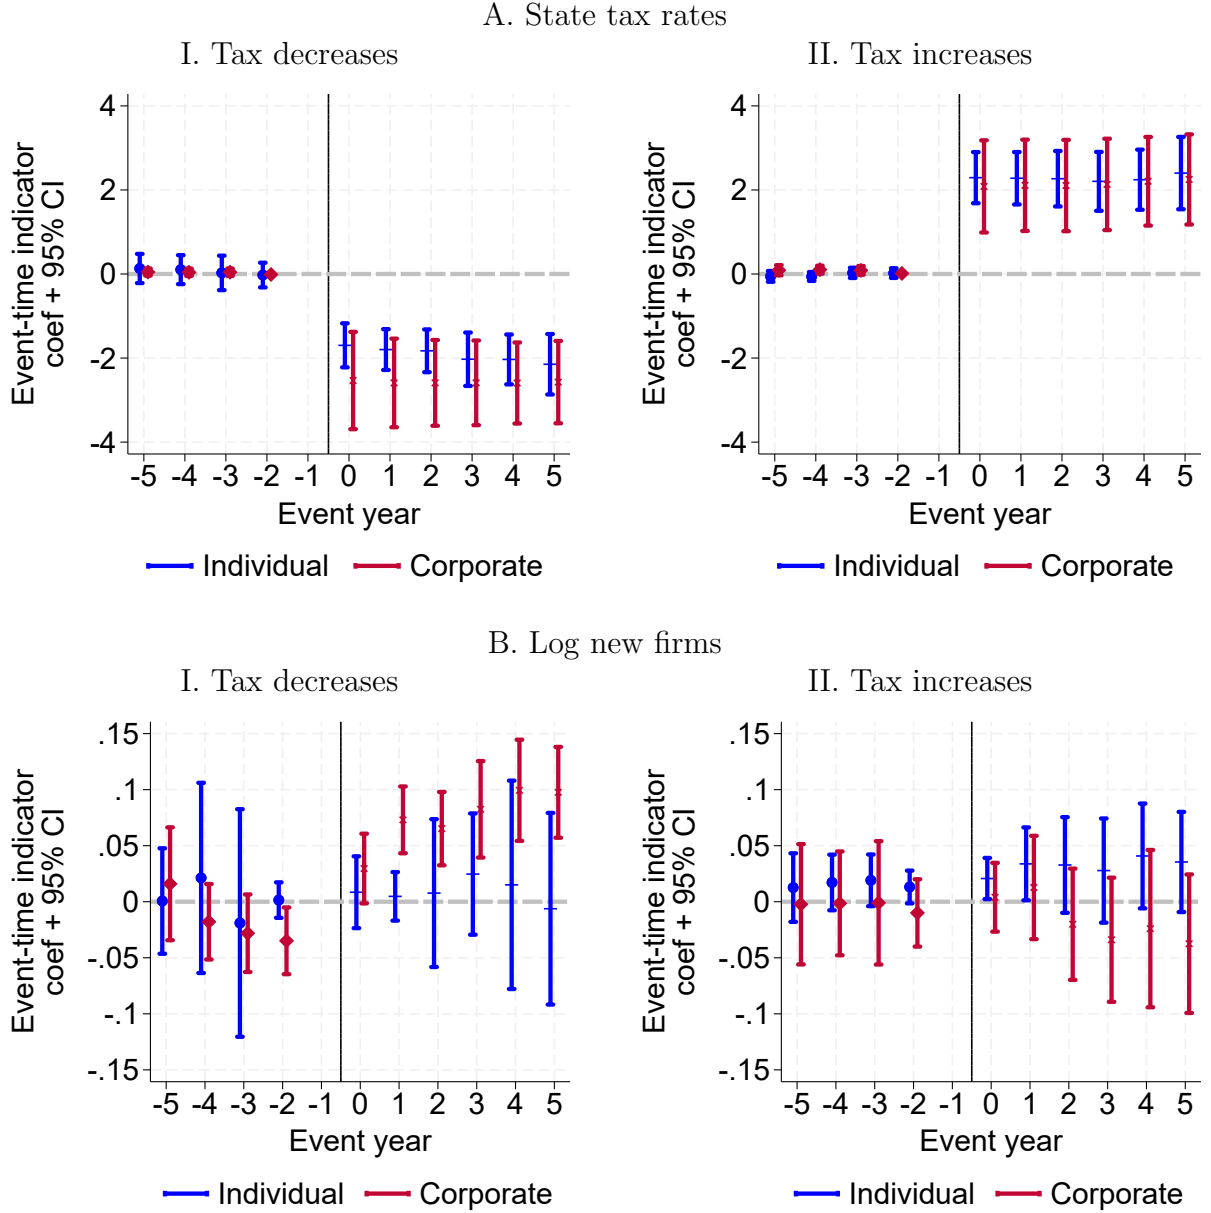 A. State tax rates
I. Tax decreases
4
2
0
-2
-4
Event-time indicator
coef + 95% CI
-5 -4 -3 -2 -1 0 1 2 3 4 5
Event year
Individual Corporate
II. Tax increases
4
2
0
-2
-4
Event-time indicator
coef + 95% CI
-5 -4 -3 -2 -1 0 1 2 3 4 5
Event year
Individual Corporate
B. Log new firms
I. Tax decreases
.15
.1
.05
0
-.05
-.1
-.15
Event-time indicator
coef + 95% CI
-5 -4 -3 -2 -1 0 1 2 3 4 5
Event year
Individual Corporate
II. Tax increases
.15
.1
.05
0
-.05
-.1
-.15
Event-time indicator
coef + 95% CI
-5 -4 -3 -2 -1 0 1 2 3 4 5
Event year
Individual Corporate